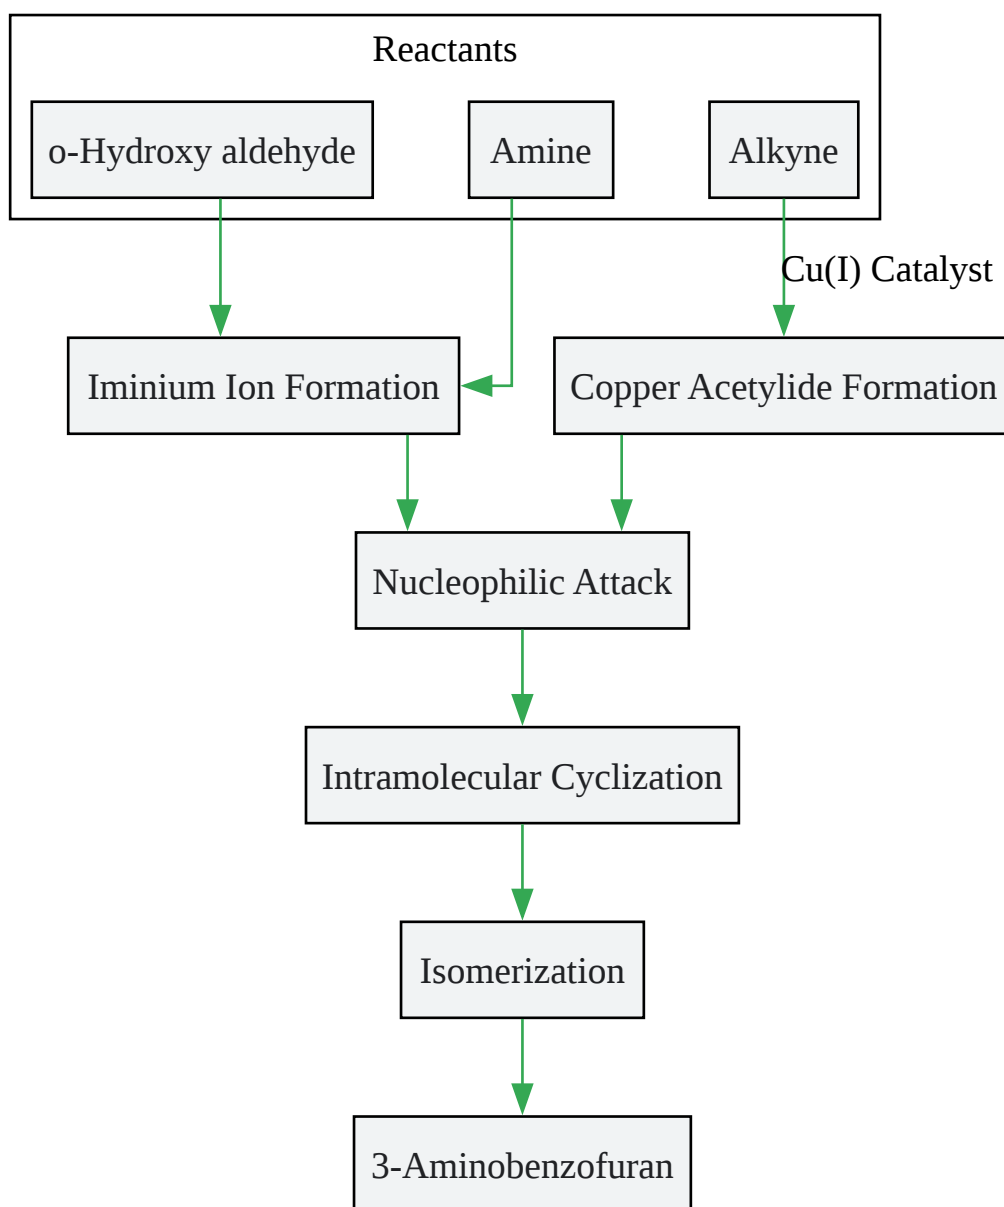 Reactants
o-Hydroxy aldehyde
Amine
Alkyne
Cu(I) Catalyst
Iminium Ion Formation
Copper Acetylide Formation
Nucleophilic Attack
Intramolecular Cyclization
Isomerization
3-Aminobenzofuran